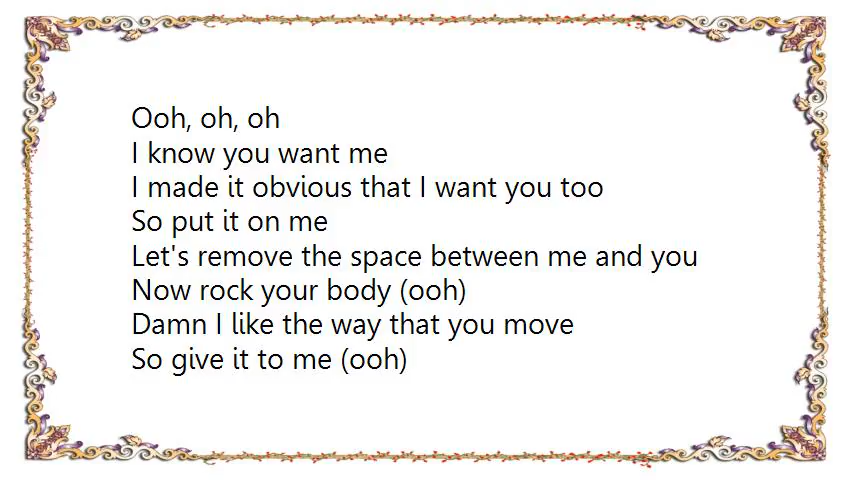 Ooh, oh, oh
I know you want me
I made it obvious that I want you too
So put it on me
Let's remove the space between me and you
Now rock your body (ooh)
Damn I like the way that you move
So give it to me (ooh)